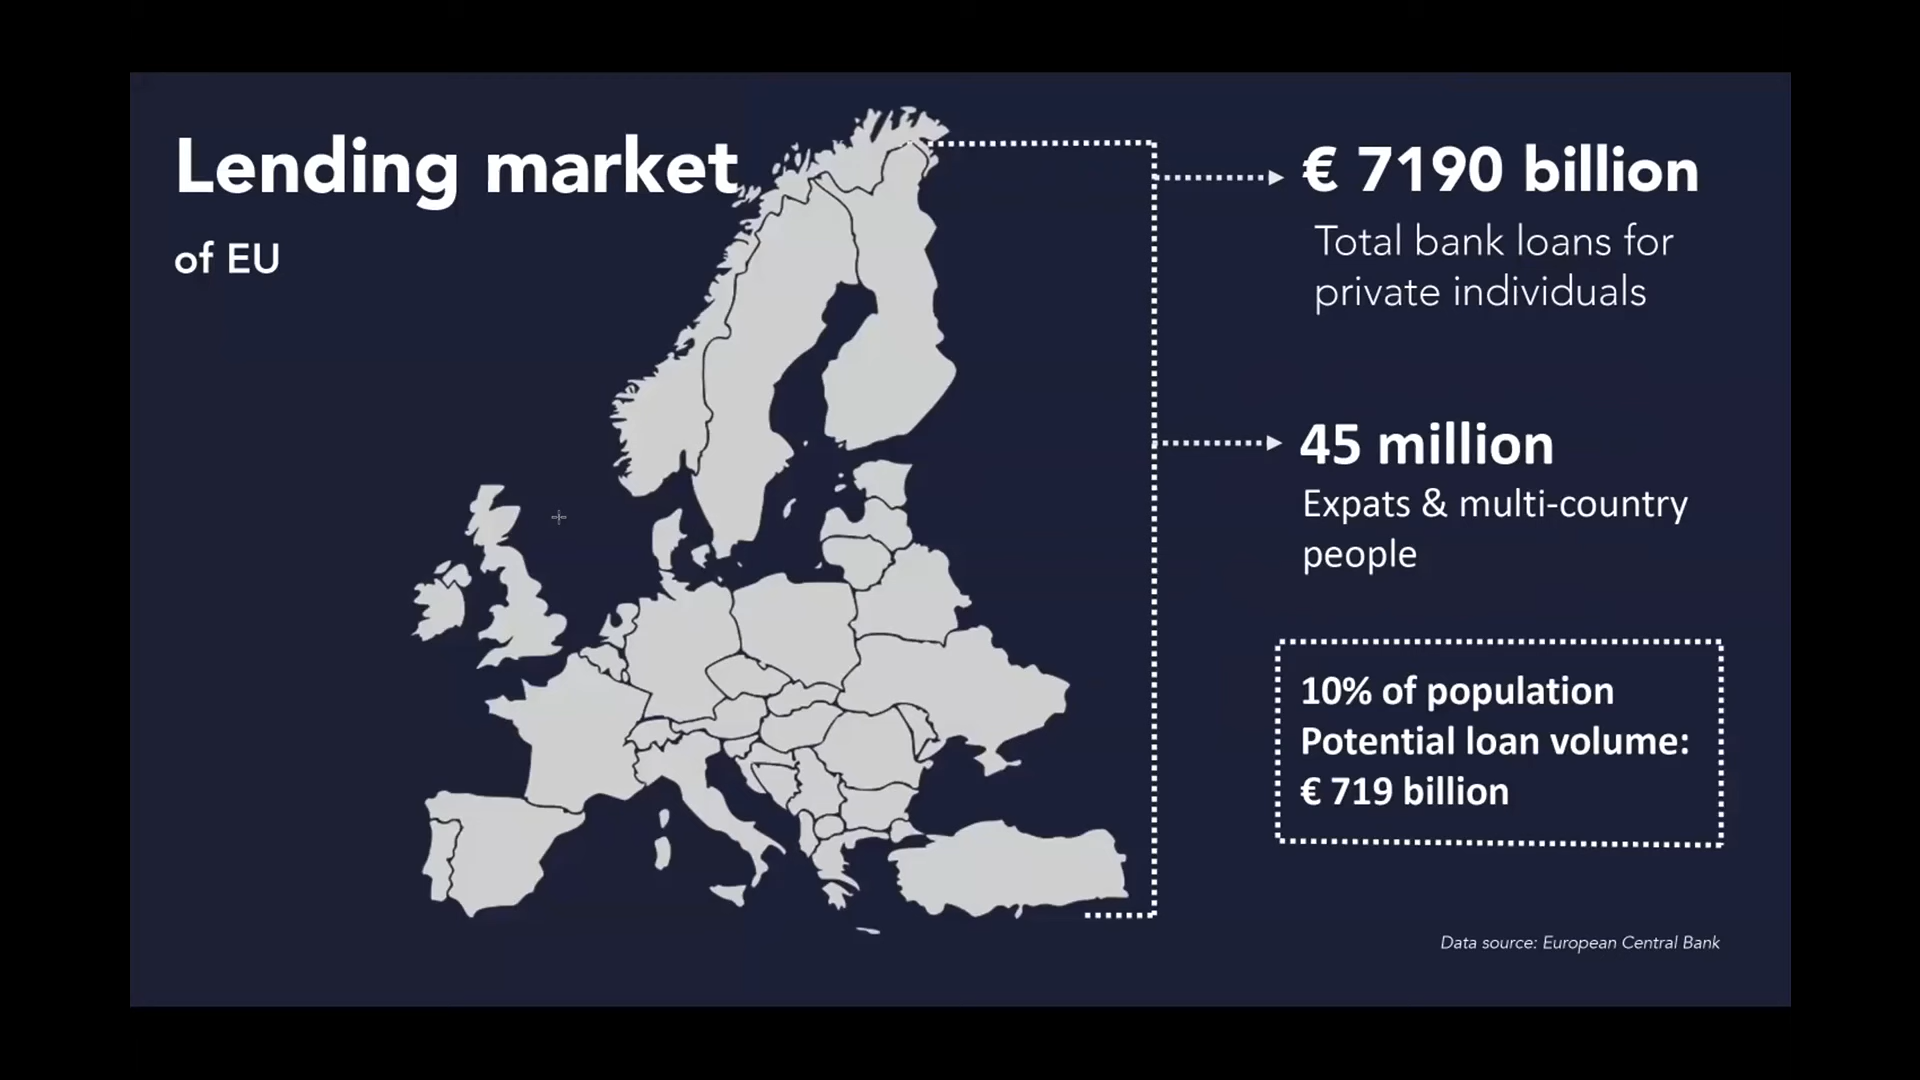 Lending market
of EU
€ 7190 billion
Total bank loans for
private individuals
45 million
Expats & multi-country
people
10% of population
Potential loan volume:
€ 719 billion
Data source: European Central Bank